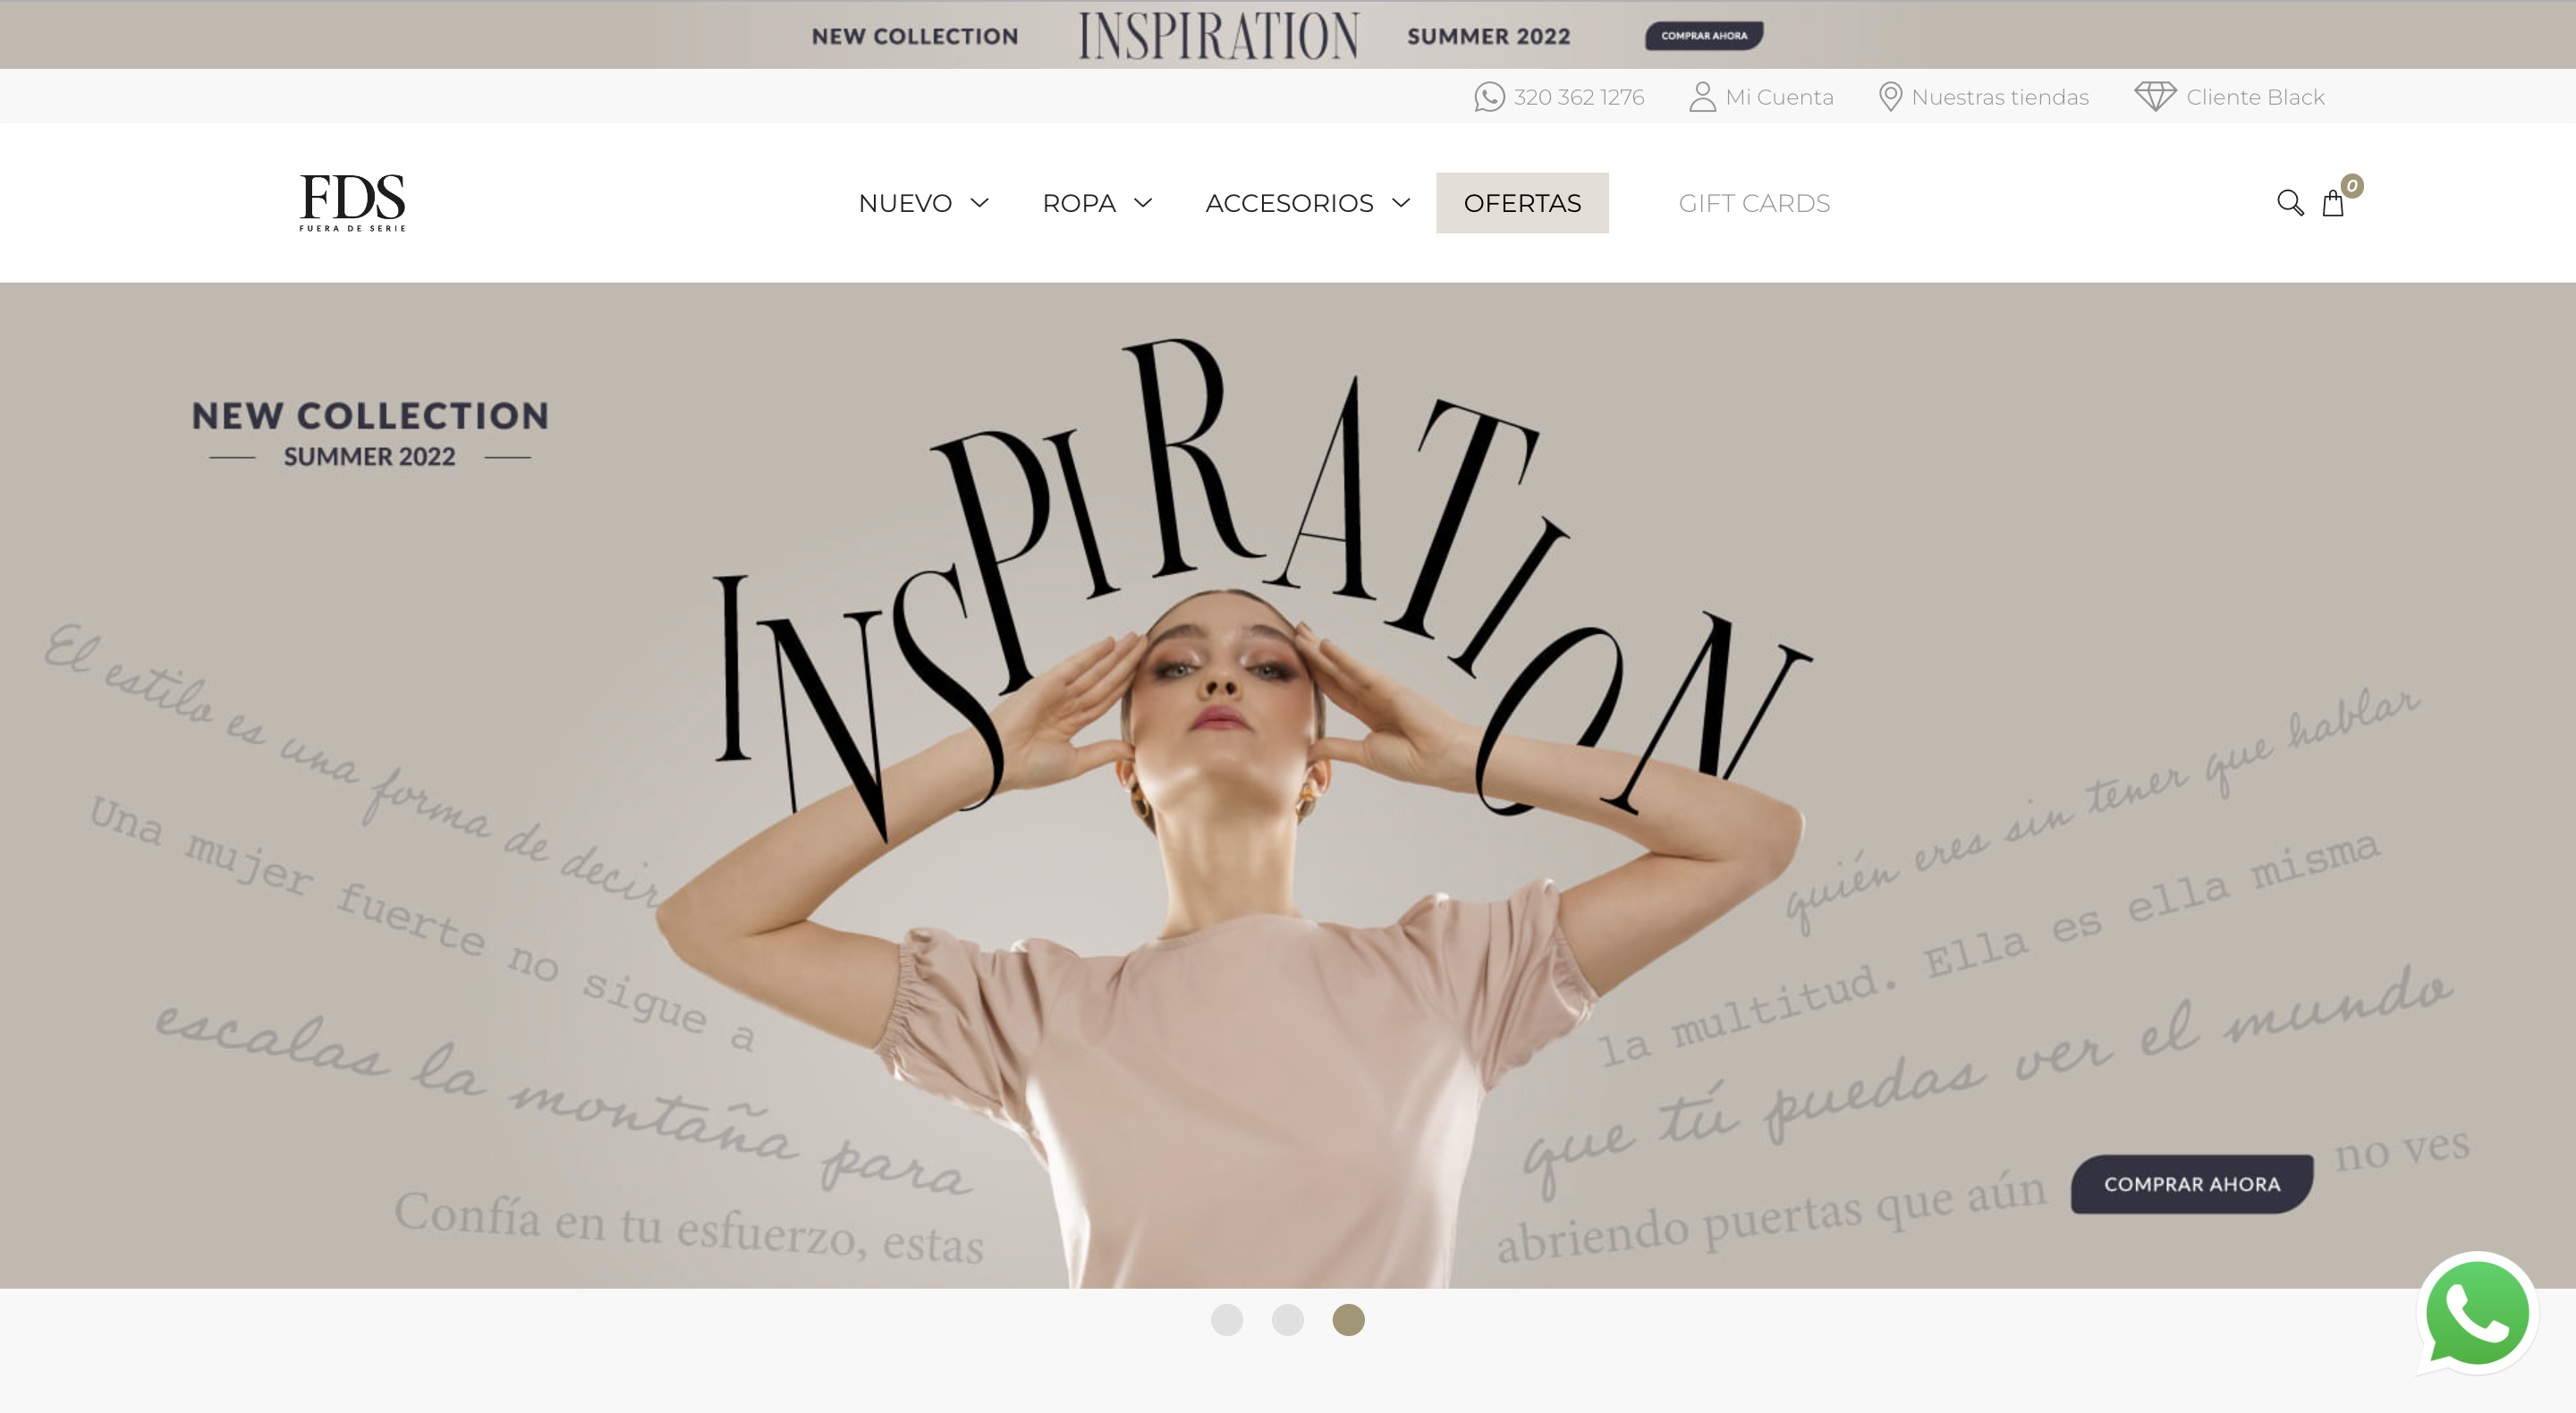 NEW COLLECTION INSPIRATION SUMMER 2022 COMPRAR AHORA
320 362 1276 Mi Cuenta Nuestras tiendas Cliente Black
FDS
FUERA DE SERIE
NUEVO ROPA ACCESORIOS OFERTAS GIFT CARDS
0
NEW COLLECTION
SUMMER 2022
INSPIRATION
El estilo es una forma de decir quién eres sin tener que hablar
Una mujer fuerte no sigue a la multitud. Ella es ella misma
escalas la montaña para que tú puedas ver el mundo
Confía en tu esfuerzo, estas abriendo puertas que aún no ves
COMPRAR AHORA